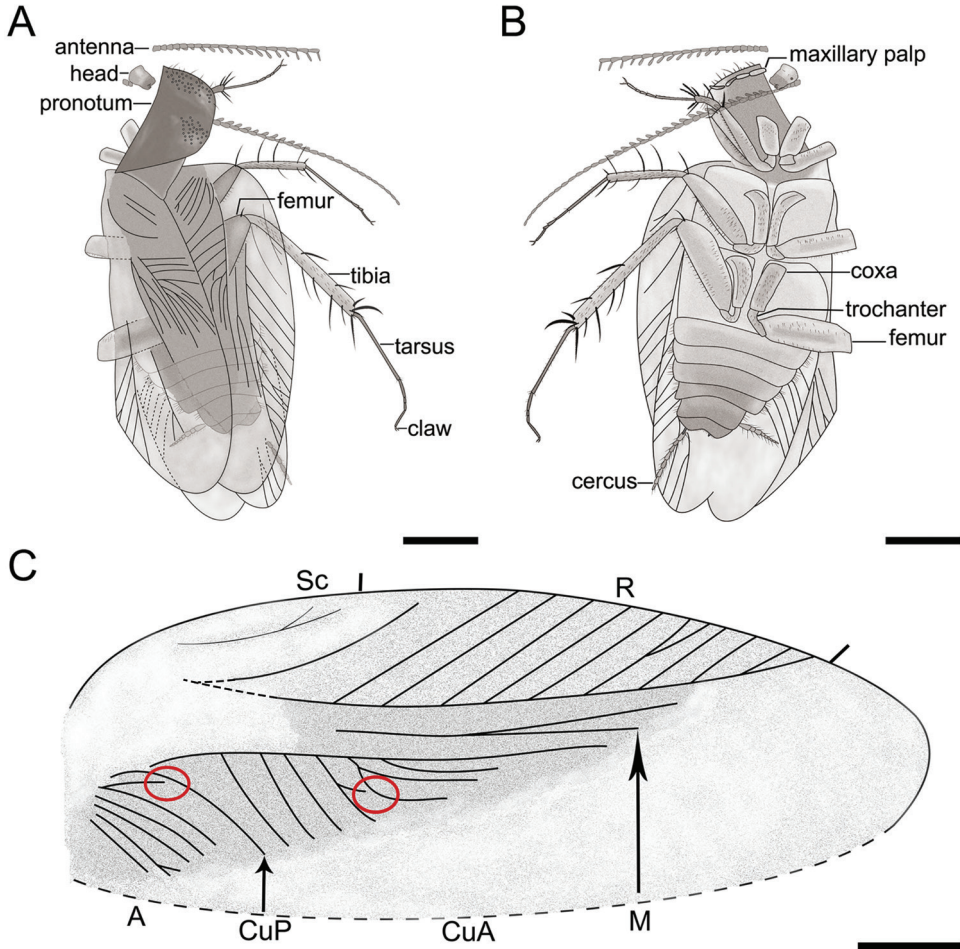 A
antenna
head
pronotum
femur
tibia
tarsus
claw
B
maxillary palp
coxa
trochanter
femur
cercus
C
Sc
R
A
CuP
CuA
M